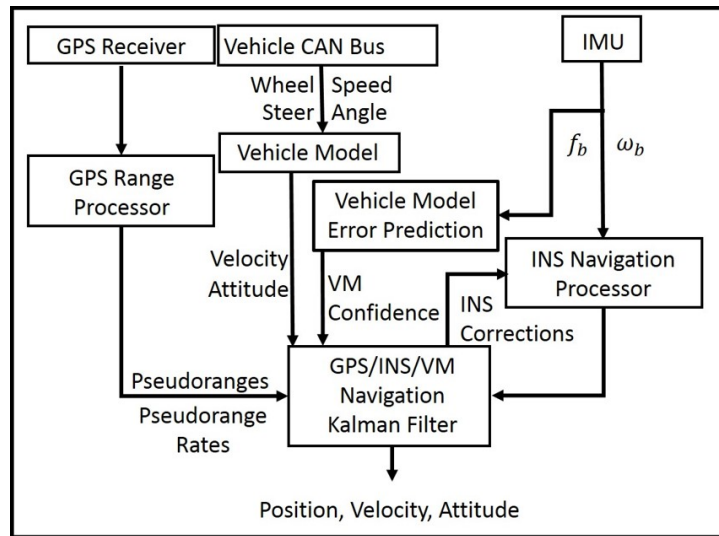 GPS Receiver
Vehicle CAN Bus
IMU
Wheel Speed
Steer Angle
Vehicle Model
GPS Range
Processor
Vehicle Model
Error Prediction
f_b
ω_b
INS Navigation
Processor
Velocity
Attitude
VM
Confidence
INS
Corrections
GPS/INS/VM
Navigation
Kalman Filter
Pseudoranges
Pseudorange
Rates
Position, Velocity, Attitude